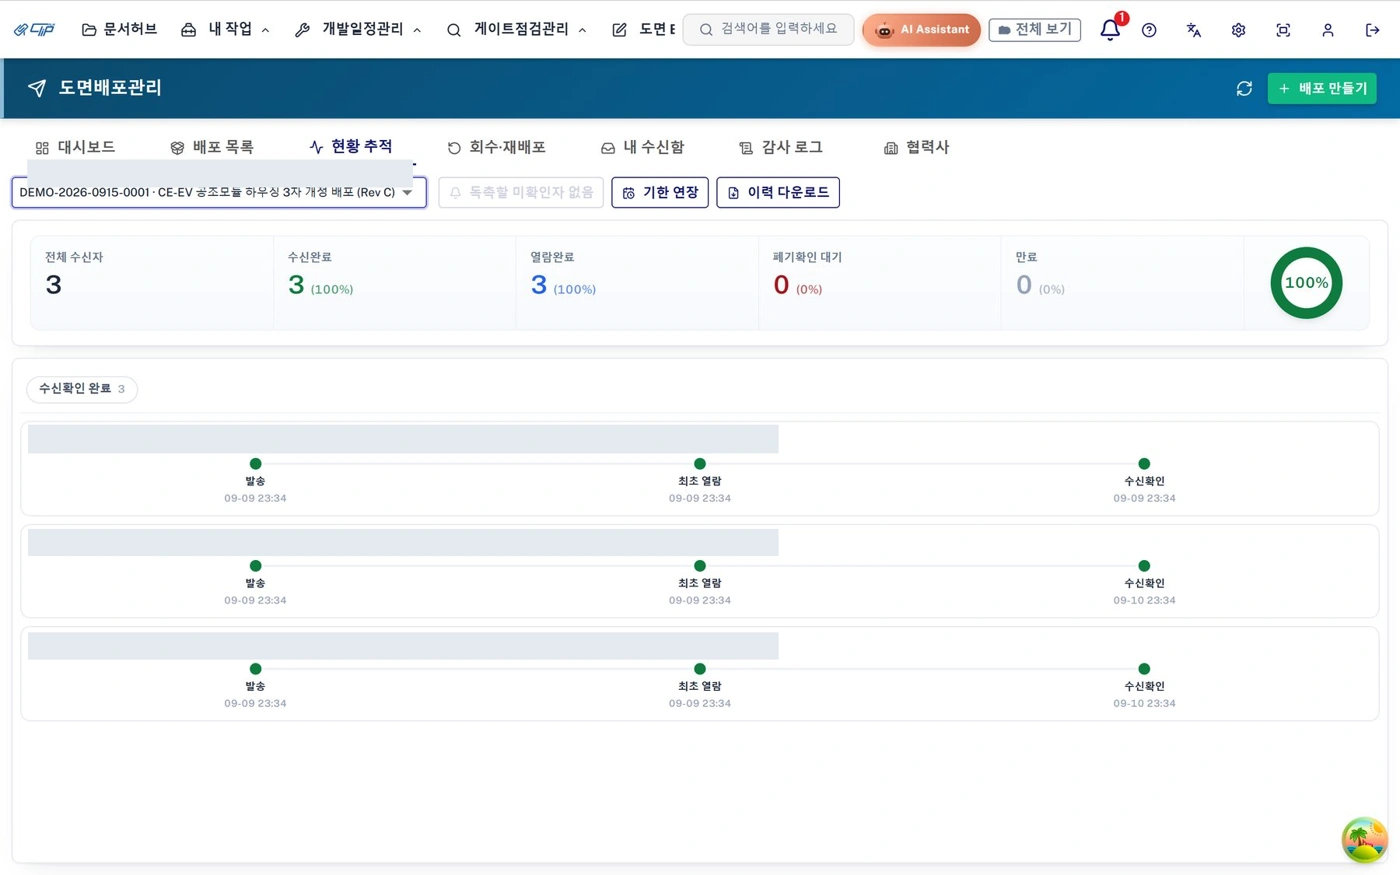 CTP 문서허브 내 작업 개발일정관리 게이트점검관리 도면 검색어를 입력하세요 AI Assistant 전체 보기 1
도면배포관리 + 배포 만들기
대시보드 배포 목록 현황 추적 회수·재배포 내 수신함 감사 로그 협력사
DEMO-2026-0915-0001 · CE-EV 공조모듈 하우징 3자 개정 배포 (Rev C) 독촉할 미확인자 없음 기한 연장 이력 다운로드
전체 수신자 수신완료 열람완료 폐기확인 대기 만료
3 3 (100%) 3 (100%) 0 (0%) 0 (0%) 100%
수신확인 완료 3
발송 최초 열람 수신확인
09-09 23:34 09-09 23:34 09-09 23:34
발송 최초 열람 수신확인
09-09 23:34 09-09 23:34 09-10 23:34
발송 최초 열람 수신확인
09-09 23:34 09-09 23:34 09-10 23:34